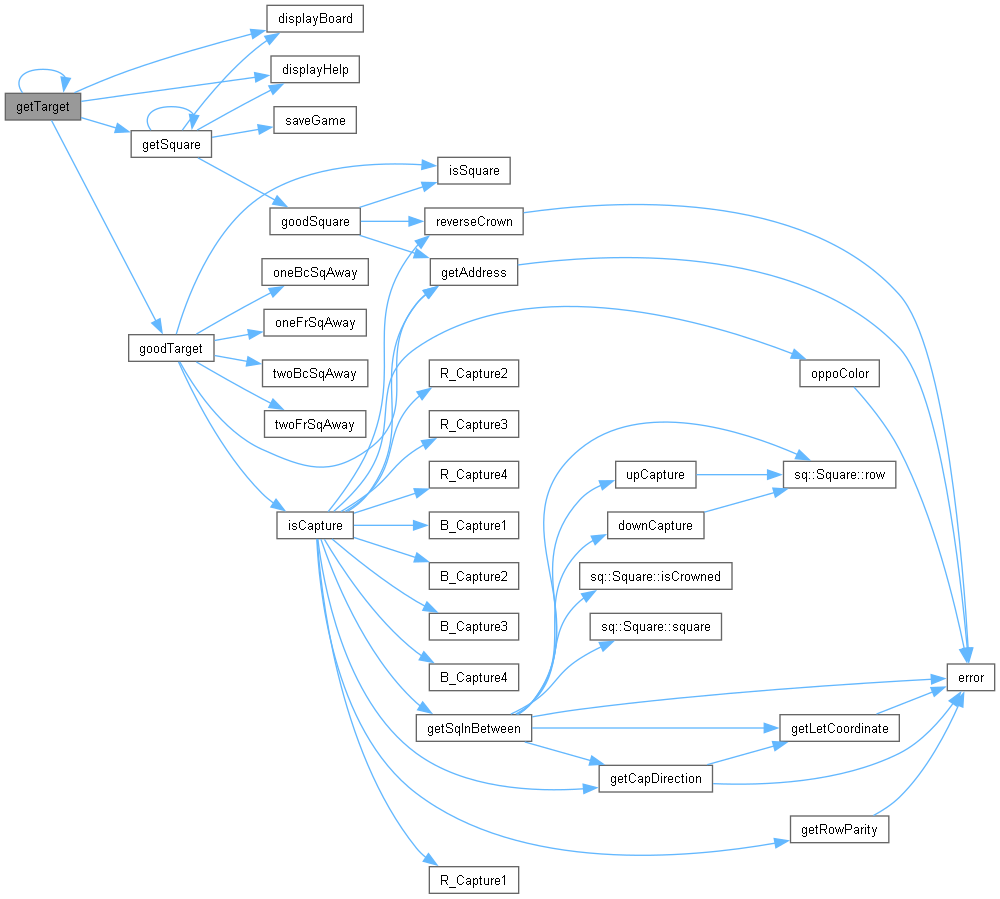 displayBoard
displayHelp
getTarget
saveGame
getSquare
isSquare
goodSquare
reverseCrown
oneBcSqAway
getAddress
oneFrSqAway
goodTarget
twoBcSqAway
R_Capture2
oppoColor
twoFrSqAway
R_Capture3
R_Capture4
upCapture
sq::Square::row
isCapture
B_Capture1
downCapture
B_Capture2
sq::Square::isCrowned
B_Capture3
sq::Square::square
B_Capture4
error
getSqInBetween
getLetCoordinate
getCapDirection
getRowParity
R_Capture1